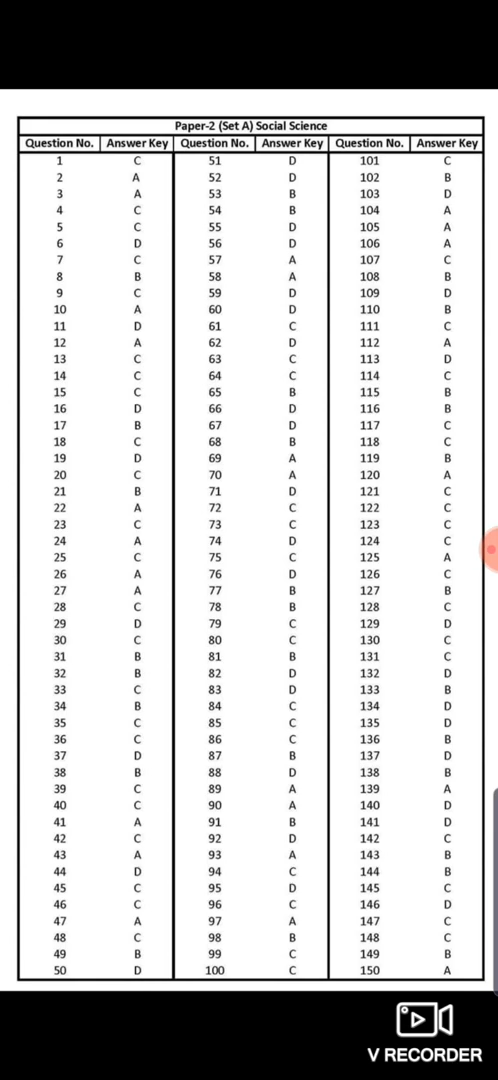 Paper-2 (Set A) Social Science
Question No. Answer Key Question No. Answer Key Question No. Answer Key
1 C 51 D 101 C
2 A 52 D 102 B
3 A 53 B 103 D
4 C 54 B 104 A
5 C 55 D 105 A
6 D 56 D 106 A
7 C 57 A 107 C
8 B 58 A 108 B
9 C 59 D 109 D
10 A 60 D 110 B
11 D 61 C 111 C
12 A 62 D 112 A
13 C 63 C 113 D
14 C 64 C 114 C
15 C 65 B 115 B
16 D 66 D 116 B
17 B 67 D 117 C
18 C 68 B 118 C
19 D 69 A 119 B
20 C 70 A 120 A
21 B 71 D 121 C
22 A 72 C 122 C
23 C 73 C 123 C
24 A 74 D 124 C
25 C 75 C 125 A
26 A 76 D 126 C
27 A 77 B 127 B
28 C 78 B 128 C
29 D 79 C 129 D
30 C 80 C 130 C
31 B 81 B 131 C
32 B 82 D 132 D
33 C 83 D 133 B
34 B 84 C 134 D
35 C 85 C 135 D
36 C 86 C 136 B
37 D 87 B 137 D
38 B 88 D 138 B
39 C 89 A 139 A
40 C 90 A 140 D
41 A 91 B 141 D
42 C 92 D 142 C
43 A 93 A 143 B
44 D 94 C 144 B
45 C 95 D 145 C
46 C 96 C 146 D
47 A 97 A 147 C
48 C 98 B 148 C
49 B 99 C 149 B
50 D 100 C 150 A
V RECORDER